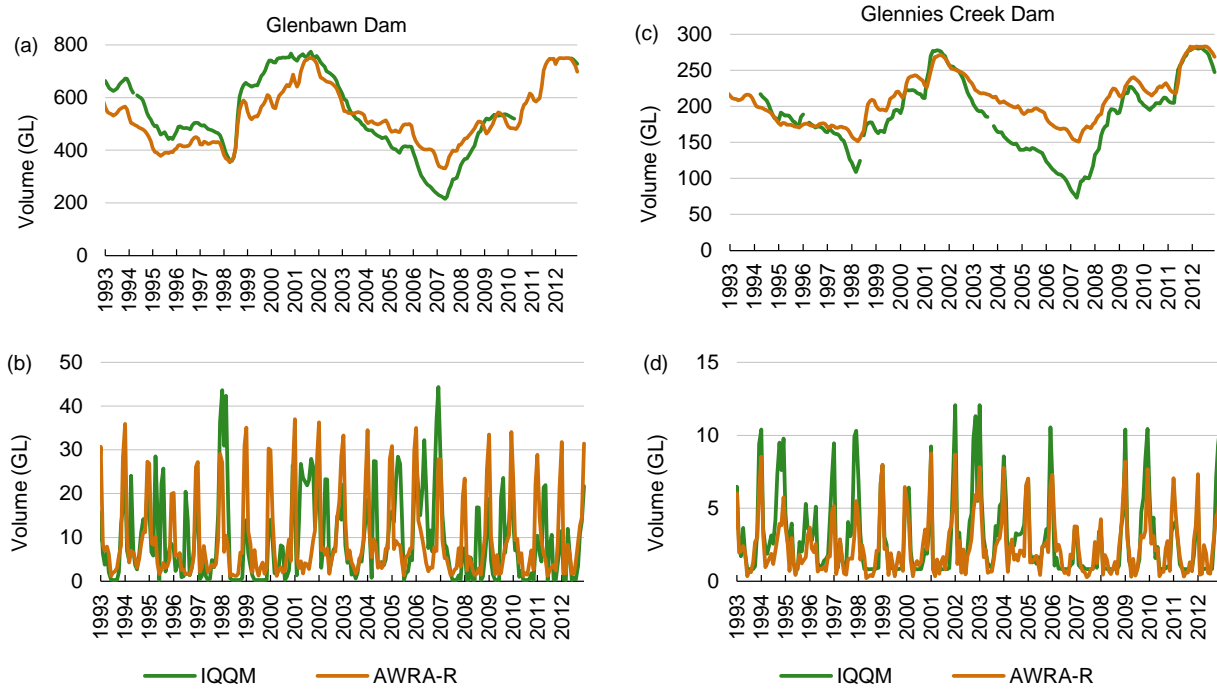 Glenbawn Dam
(a)
Volume (GL)
800
600
400
200
0
1993 1994 1995 1996 1997 1998 1999 2000 2001 2002 2003 2004 2005 2006 2007 2008 2009 2010 2011 2012
Glennies Creek Dam
(c)
Volume (GL)
300
250
200
150
100
50
0
1993 1994 1995 1996 1997 1998 1999 2000 2001 2002 2003 2004 2005 2006 2007 2008 2009 2010 2011 2012
(b)
Volume (GL)
50
40
30
20
10
0
1993 1994 1995 1996 1997 1998 1999 2000 2001 2002 2003 2004 2005 2006 2007 2008 2009 2010 2011 2012
(d)
Volume (GL)
15
10
5
0
1993 1994 1995 1996 1997 1998 1999 2000 2001 2002 2003 2004 2005 2006 2007 2008 2009 2010 2011 2012
IQQM AWRA-R
IQQM AWRA-R